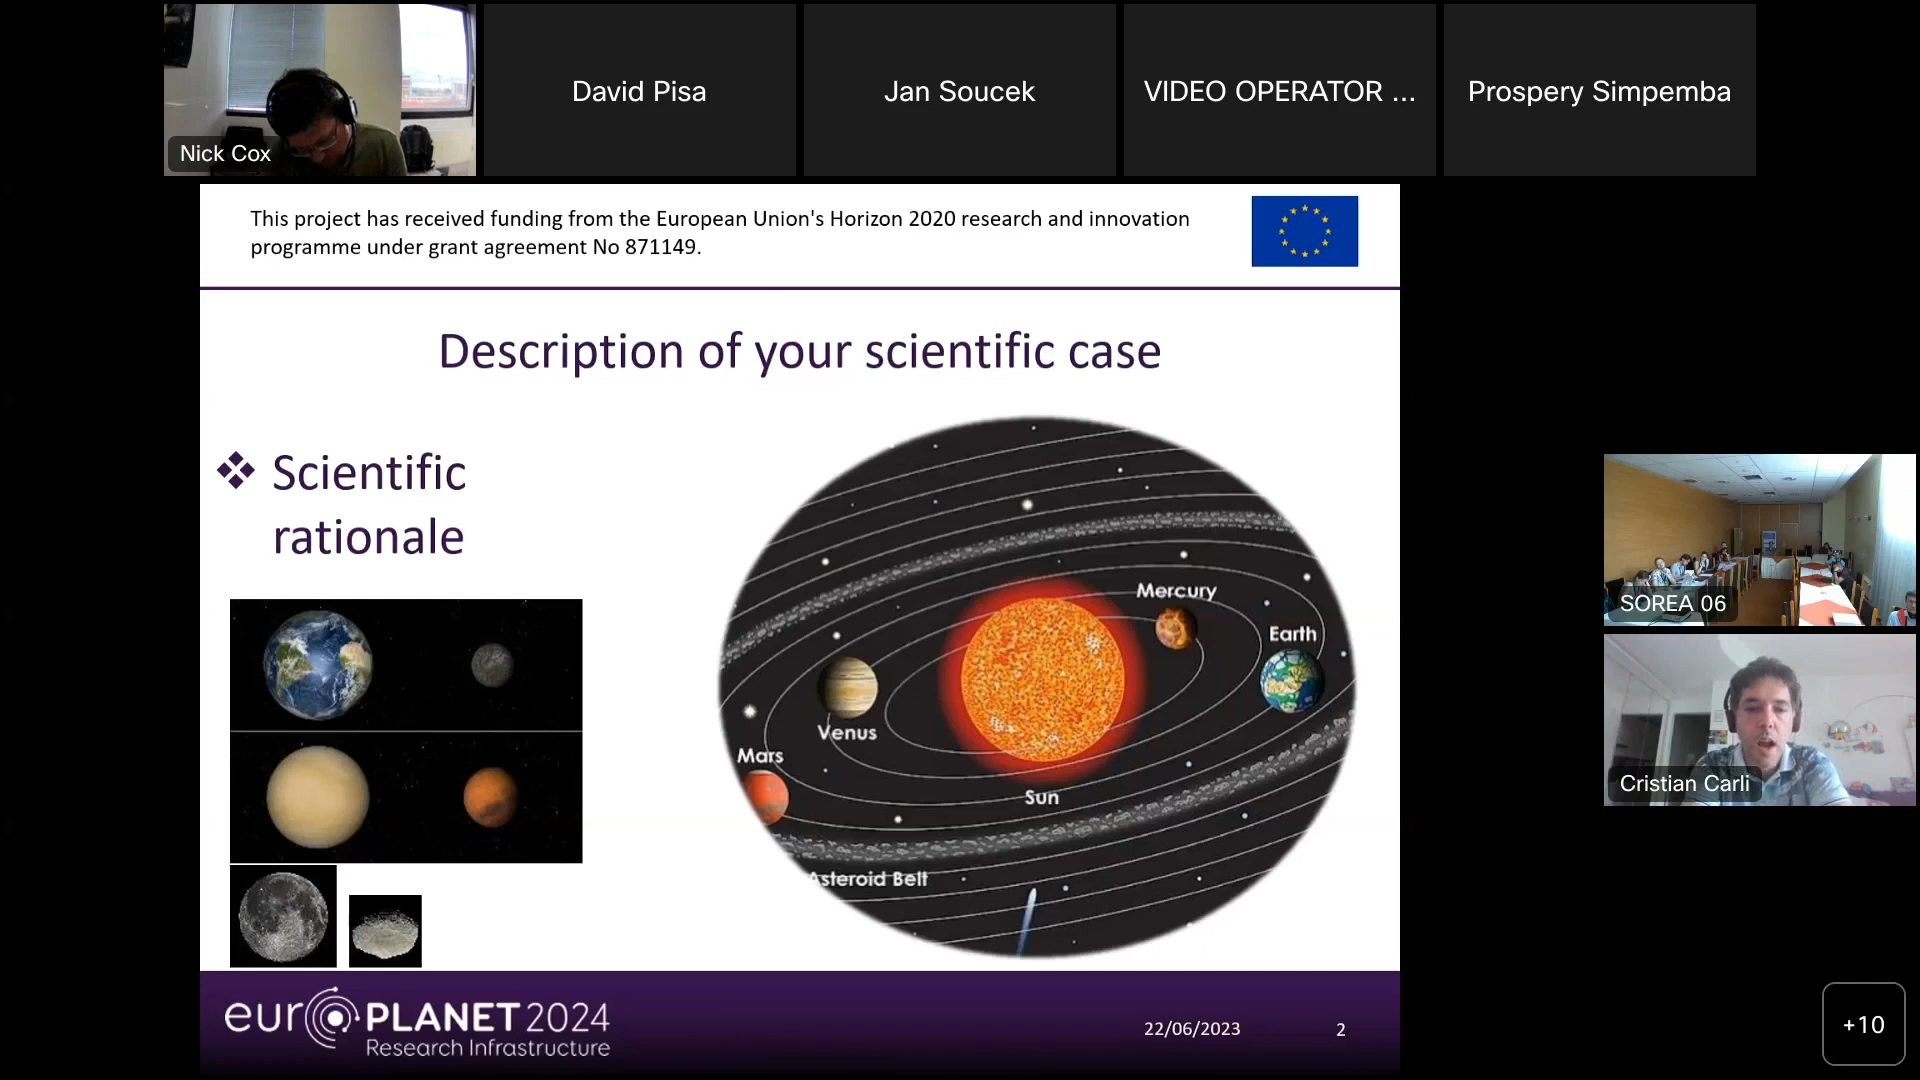 Nick Cox
David Pisa
Jan Soucek
VIDEO OPERATOR ...
Prospery Simpemba
This project has received funding from the European Union's Horizon 2020 research and innovation
programme under grant agreement No 871149.
Description of your scientific case
❖ Scientific
rationale
Mercury
Earth
Venus
Mars
Sun
Asteroid Belt
SOREA 06
Cristian Carli
europlanet 2024
Research Infrastructure
22/06/2023
2
+10